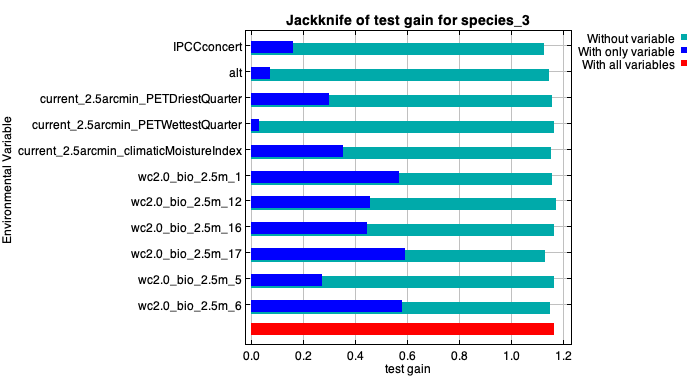 Jackknife of test gain for species_3
Without variable
With only variable
With all variables
Environmental Variable
IPCCconcert
alt
current_2.5arcmin_PETDriestQuarter
current_2.5arcmin_PETWettestQuarter
current_2.5arcmin_climaticMoistureIndex
wc2.0_bio_2.5m_1
wc2.0_bio_2.5m_12
wc2.0_bio_2.5m_16
wc2.0_bio_2.5m_17
wc2.0_bio_2.5m_5
wc2.0_bio_2.5m_6
0.0 0.2 0.4 0.6 0.8 1.0 1.2
test gain